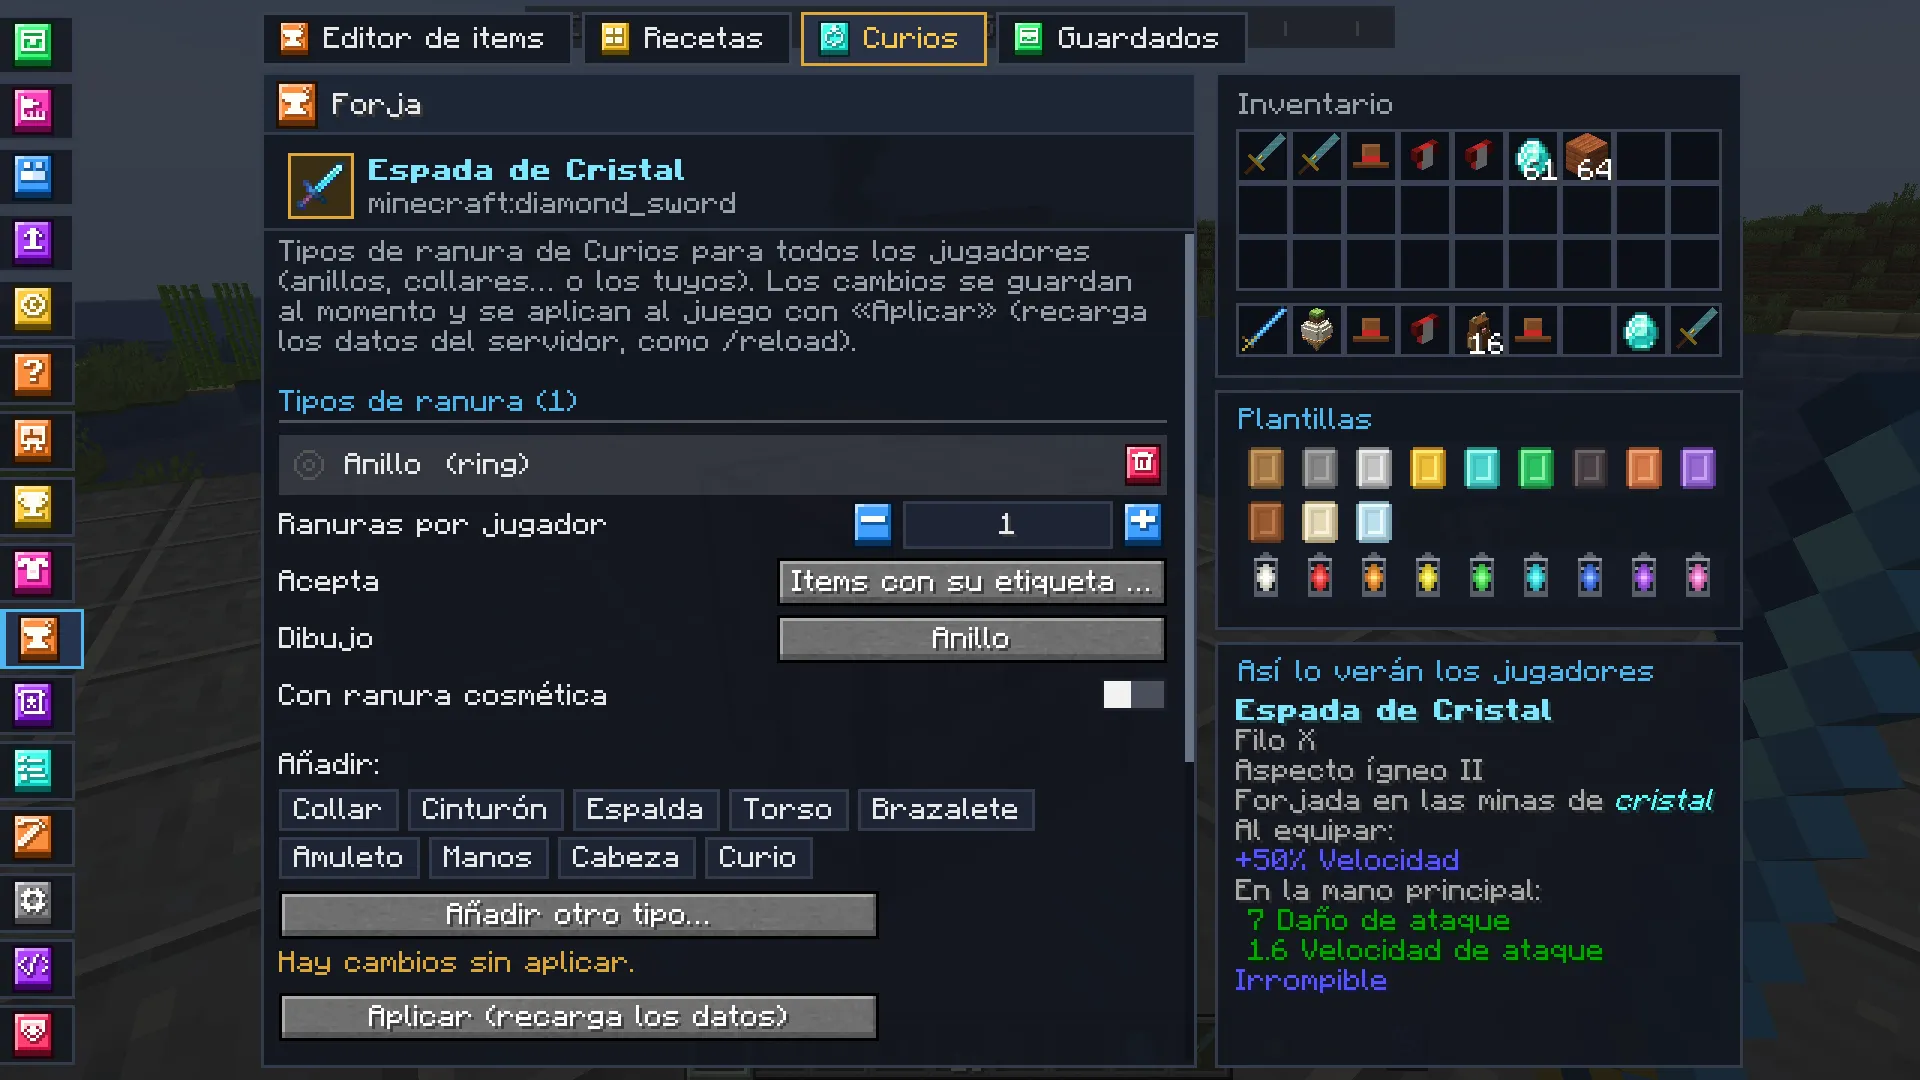 Editor de items
Recetas
Curios
Guardados
Forja
Espada de Cristal
minecraft:diamond_sword
Tipos de ranura de Curios para todos los jugadores
(anillos, collares... o los tuyos). Los cambios se guardan
al momento y se aplican al juego con «Aplicar» (recarga
los datos del servidor, como /reload).
Tipos de ranura (1)
Anillo (ring)
Ranuras por jugador
1
Acepta
Items con su etiqueta ...
Dibujo
Anillo
Con ranura cosmética
Añadir:
Collar
Cinturón
Espalda
Torso
Brazalete
Amuleto
Manos
Cabeza
Curio
Añadir otro tipo...
Hay cambios sin aplicar.
Aplicar (recarga los datos)
Inventario
61
64
16
Plantillas
Así lo verán los jugadores
Espada de Cristal
Filo X
Aspecto ígneo II
Forjada en las minas de cristal
Al equipar:
+50% Velocidad
En la mano principal:
7 Daño de ataque
1.6 Velocidad de ataque
Irrompible